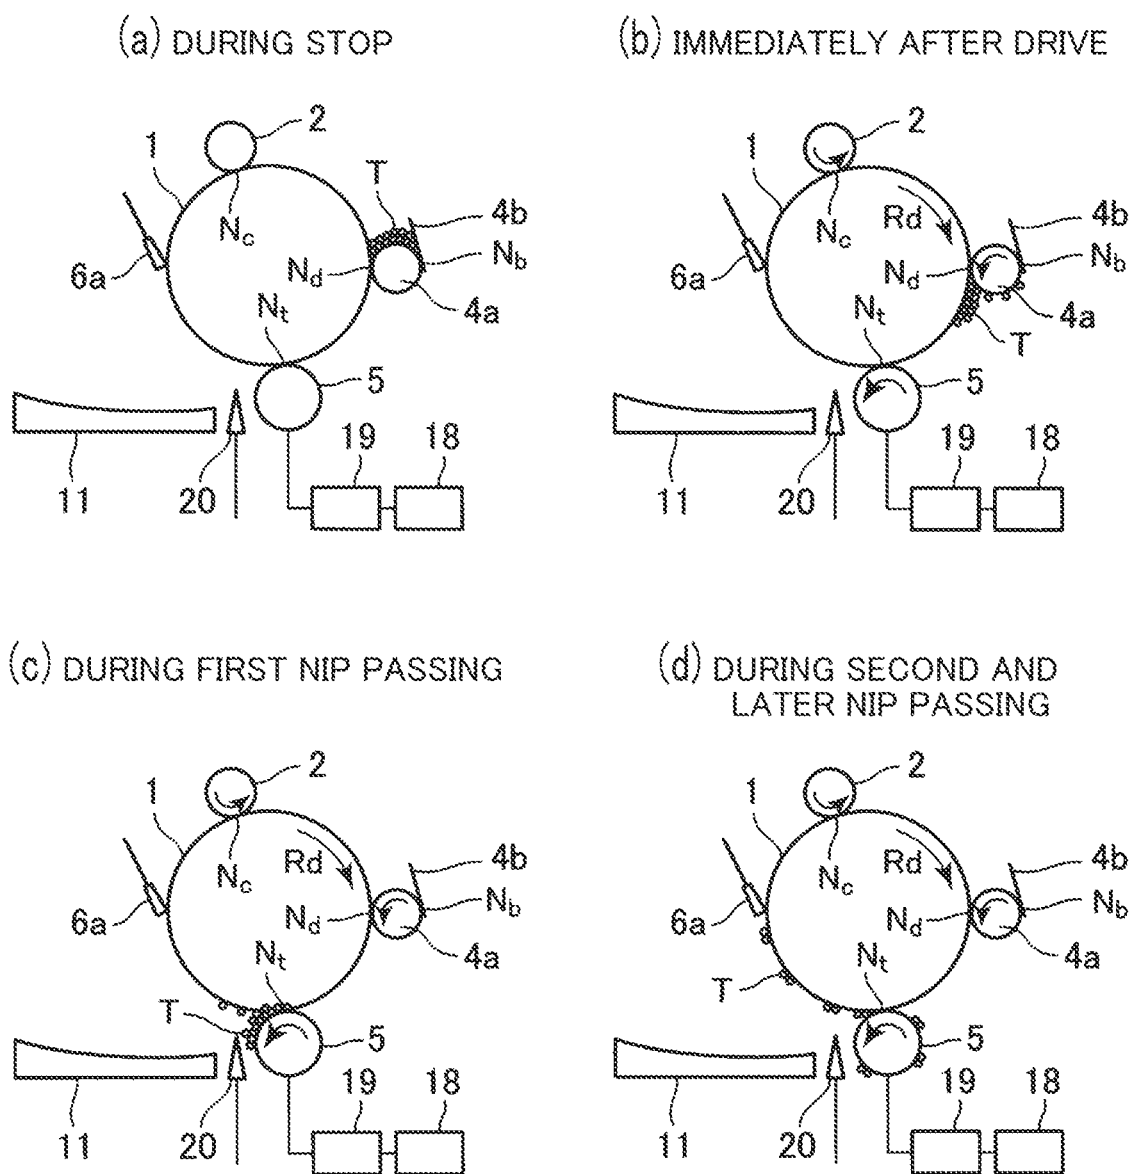 (a) DURING STOP
2
1
T
4b
Nc
Nb
6a
Nd
Nt
4a
5
19
18
11
20
(b) IMMEDIATELY AFTER DRIVE
2
1
Rd
4b
Nc
Nb
6a
Nd
Nt
4a
T
5
19
18
11
20
(c) DURING FIRST NIP PASSING
2
1
Rd
4b
Nc
Nb
6a
Nd
Nt
4a
T
5
19
18
11
20
(d) DURING SECOND AND
LATER NIP PASSING
2
1
Rd
4b
Nc
Nb
6a
Nd
Nt
4a
T
5
19
18
11
20